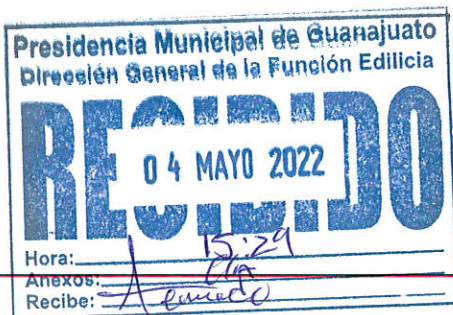 Presidencia Municipal de Guanajuato
Dirección General de la Función Edilicia
RECIBIDO
04 MAYO 2022
Hora: 15:29
Anexos:
Recibe: